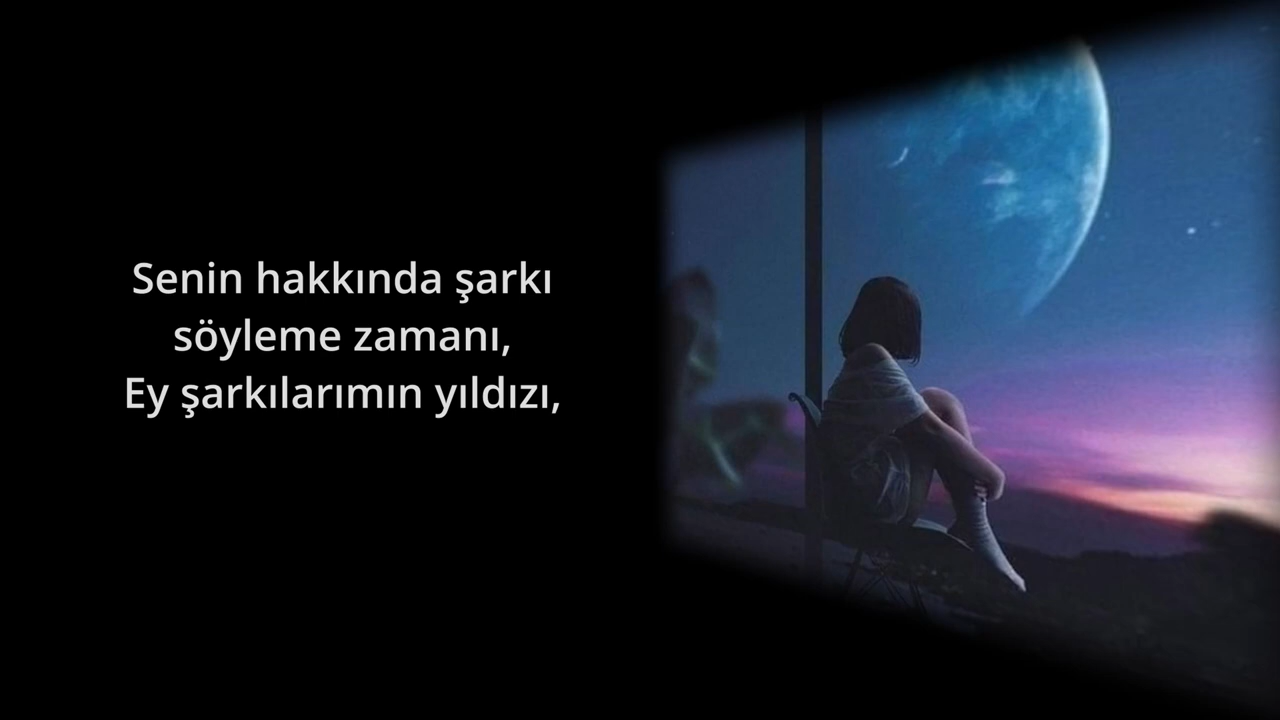 Senin hakkında şarkı
söyleme zamanı,
Ey şarkılarımın yıldızı,